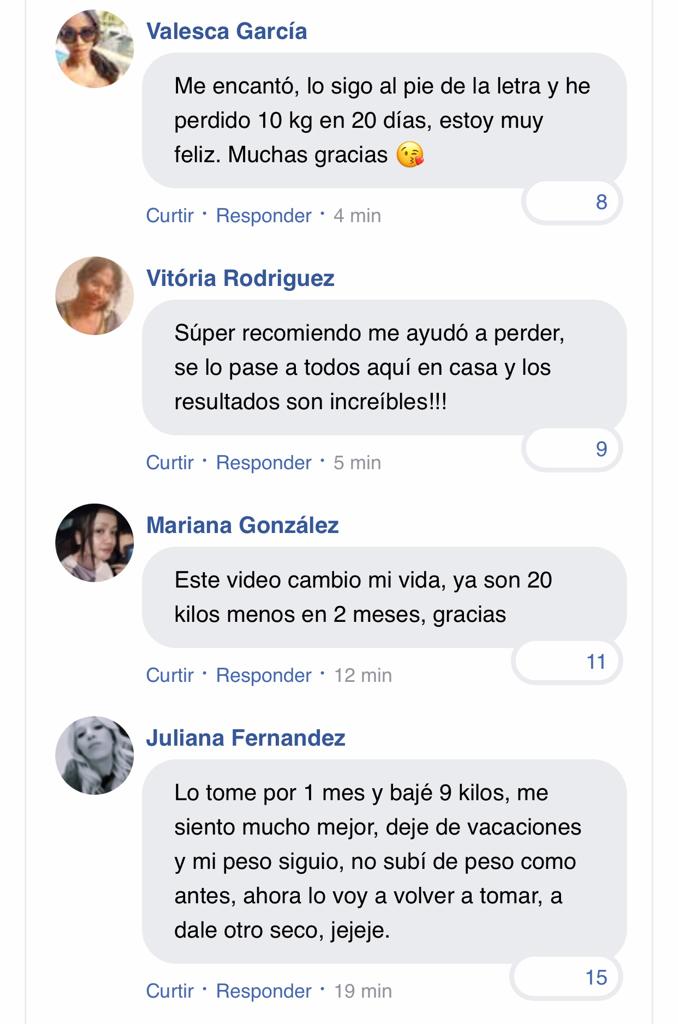 Valesca García
Me encantó, lo sigo al pie de la letra y he
perdido 10 kg en 20 días, estoy muy
feliz. Muchas gracias 😘
8
Curtir · Responder · 4 min
Vitória Rodriguez
Súper recomiendo me ayudó a perder,
se lo pase a todos aquí en casa y los
resultados son increíbles!!!
9
Curtir · Responder · 5 min
Mariana González
Este video cambio mi vida, ya son 20
kilos menos en 2 meses, gracias
11
Curtir · Responder · 12 min
Juliana Fernandez
Lo tome por 1 mes y bajé 9 kilos, me
siento mucho mejor, deje de vacaciones
y mi peso siguio, no subí de peso como
antes, ahora lo voy a volver a tomar, a
dale otro seco, jejeje.
15
Curtir · Responder · 19 min